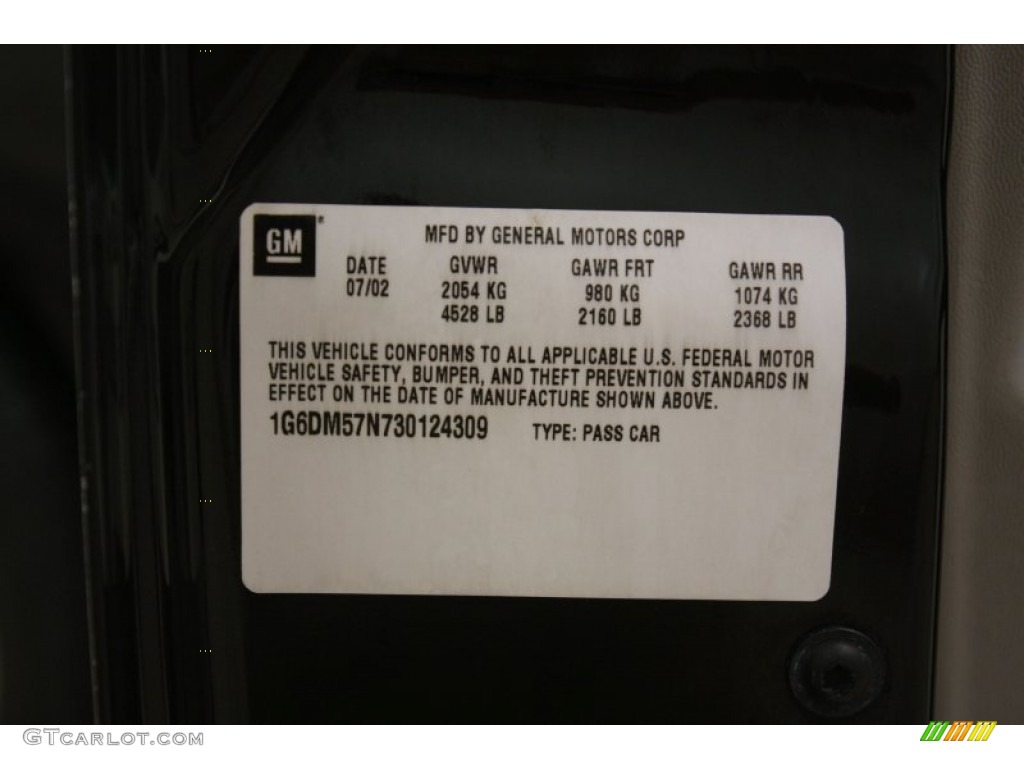 GM
MFD BY GENERAL MOTORS CORP
DATE GVWR GAWR FRT GAWR RR
07/02 2054 KG 980 KG 1074 KG
4528 LB 2160 LB 2368 LB
THIS VEHICLE CONFORMS TO ALL APPLICABLE U.S. FEDERAL MOTOR
VEHICLE SAFETY, BUMPER, AND THEFT PREVENTION STANDARDS IN
EFFECT ON THE DATE OF MANUFACTURE SHOWN ABOVE.
1G6DM57N730124309 TYPE: PASS CAR
GTCARLOT.COM